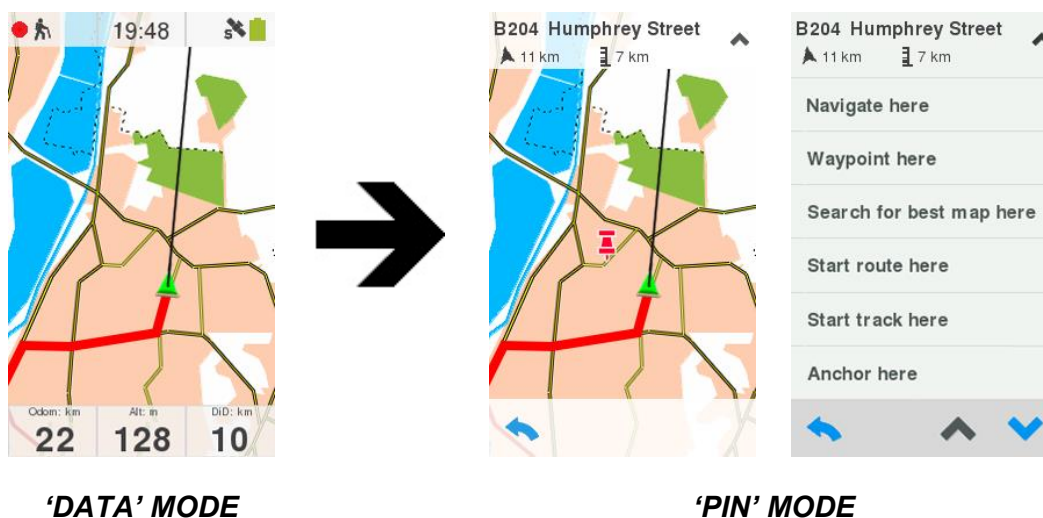 19:48
S
Odom: km
Alt: m
DiD: km
22
128
10
B204 Humphrey Street
11 km
7 km
B204 Humphrey Street
11 km
7 km
Navigate here
Waypoint here
Search for best map here
Start route here
Start track here
Anchor here
‘DATA’ MODE
‘PIN’ MODE